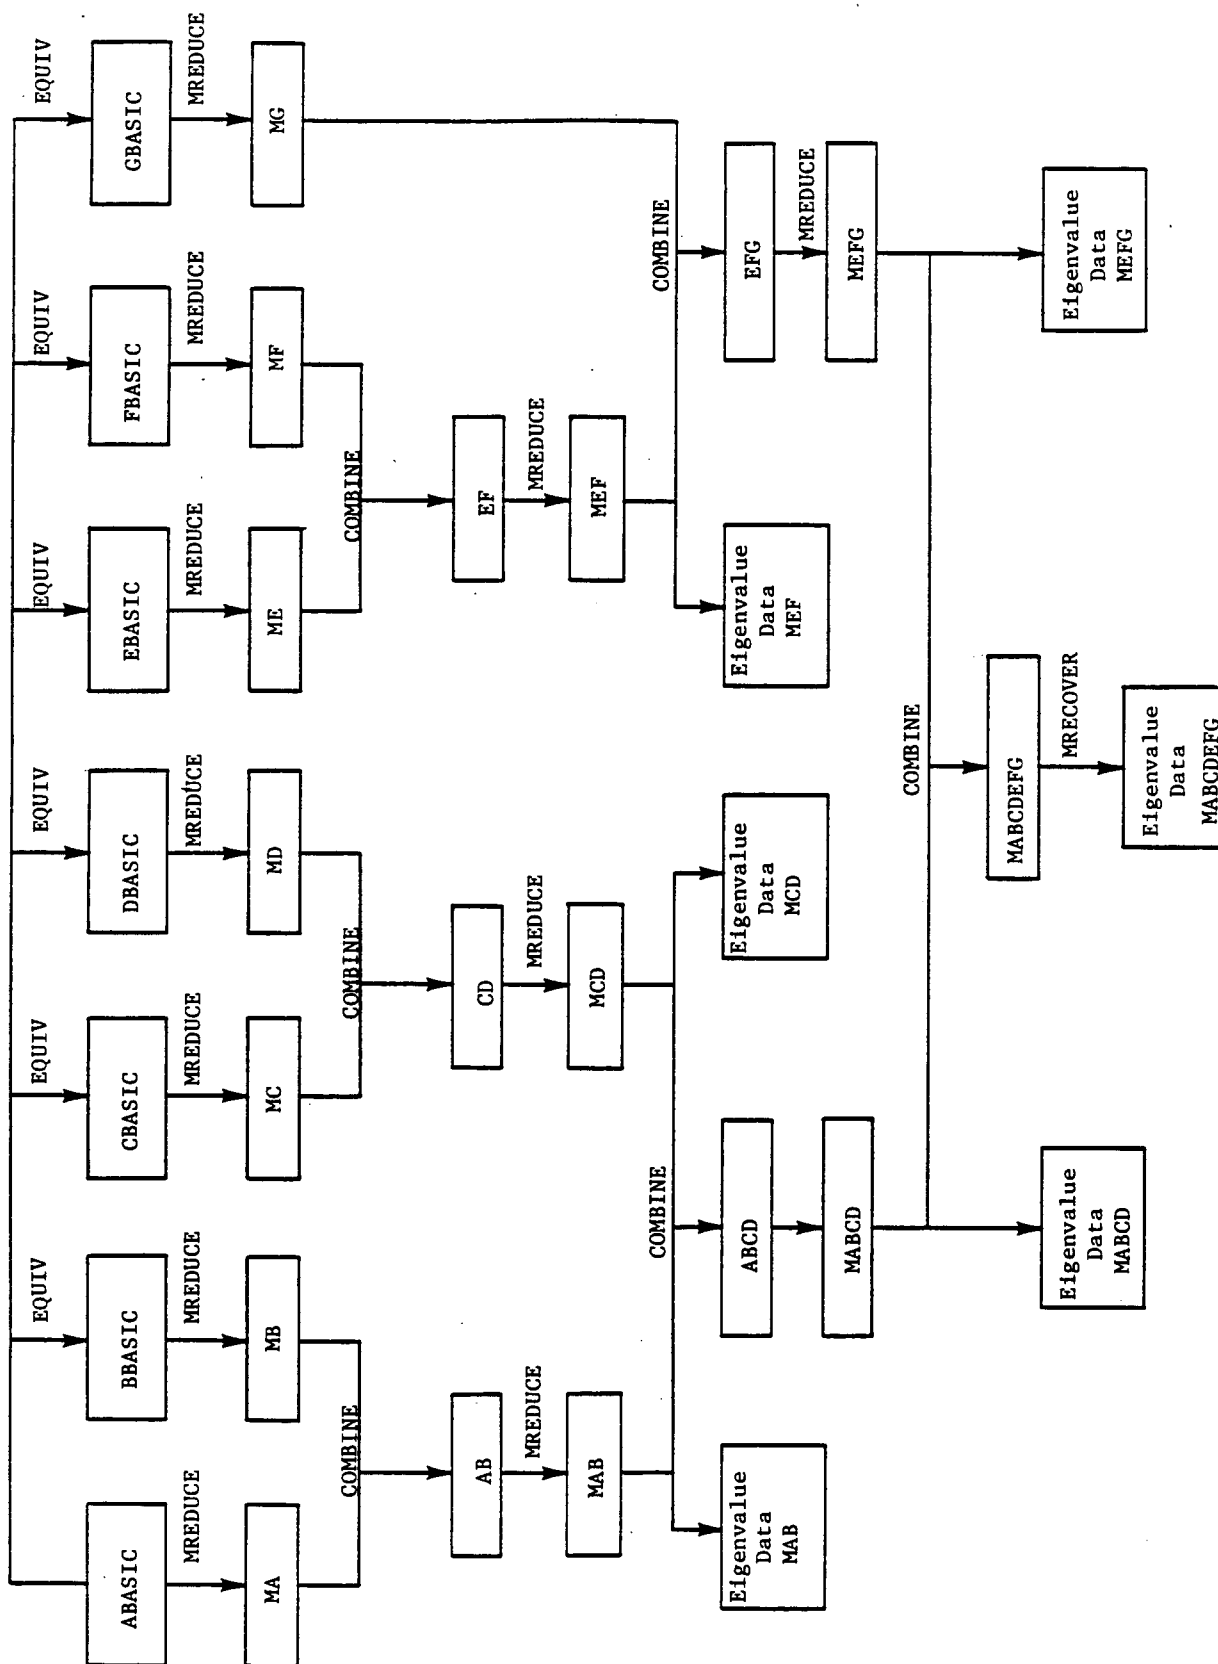 EQUIV
EQUIV
EQUIV
EQUIV
EQUIV
EQUIV
ABASIC
BBASIC
CBASIC
DBASIC
EBASIC
FBASIC
GBASIC
MREDUCE
MREDUCE
MREDUCE
MREDUCE
MREDUCE
MREDUCE
MREDUCE
MA
MB
MC
MD
ME
MF
MG
COMBINE
COMBINE
COMBINE
AB
CD
EF
MREDUCE
MREDUCE
MREDUCE
MAB
MCD
MEF
COMBINE
COMBINE
Eigenvalue
Data
MAB
ABCD
Eigenvalue
Data
MCD
Eigenvalue
Data
MEF
EFG
MREDUCE
MABCD
MEFG
COMBINE
Eigenvalue
Data
MABCD
MABCDEFG
Eigenvalue
Data
MEFG
MRECOVER
Eigenvalue
Data
MABCDEFG